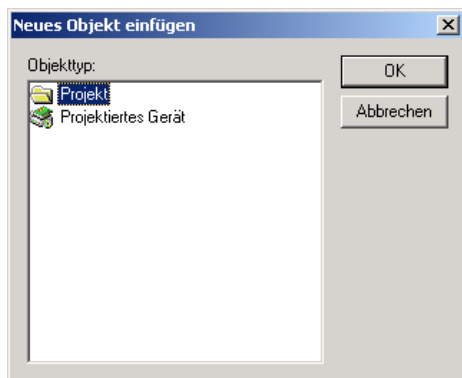 Neues Objekt einfügen
Objekttyp:
Projekt
Projektiertes Gerät
OK
Abbrechen